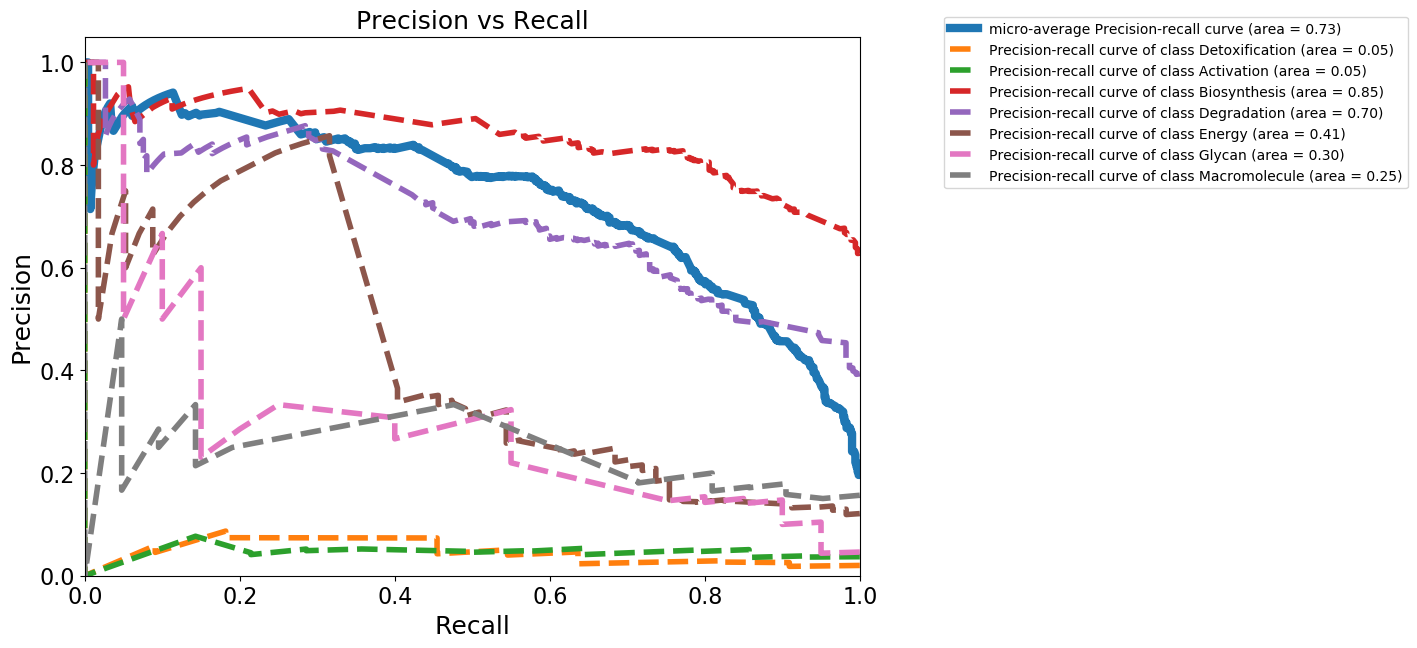 Precision vs Recall
micro-average Precision-recall curve (area = 0.73)
Precision-recall curve of class Detoxification (area = 0.05)
Precision-recall curve of class Activation (area = 0.05)
Precision-recall curve of class Biosynthesis (area = 0.85)
Precision-recall curve of class Degradation (area = 0.70)
Precision-recall curve of class Energy (area = 0.41)
Precision-recall curve of class Glycan (area = 0.30)
Precision-recall curve of class Macromolecule (area = 0.25)
Precision
1.0
0.8
0.6
0.4
0.2
0.0
0.0 0.2 0.4 0.6 0.8 1.0
Recall